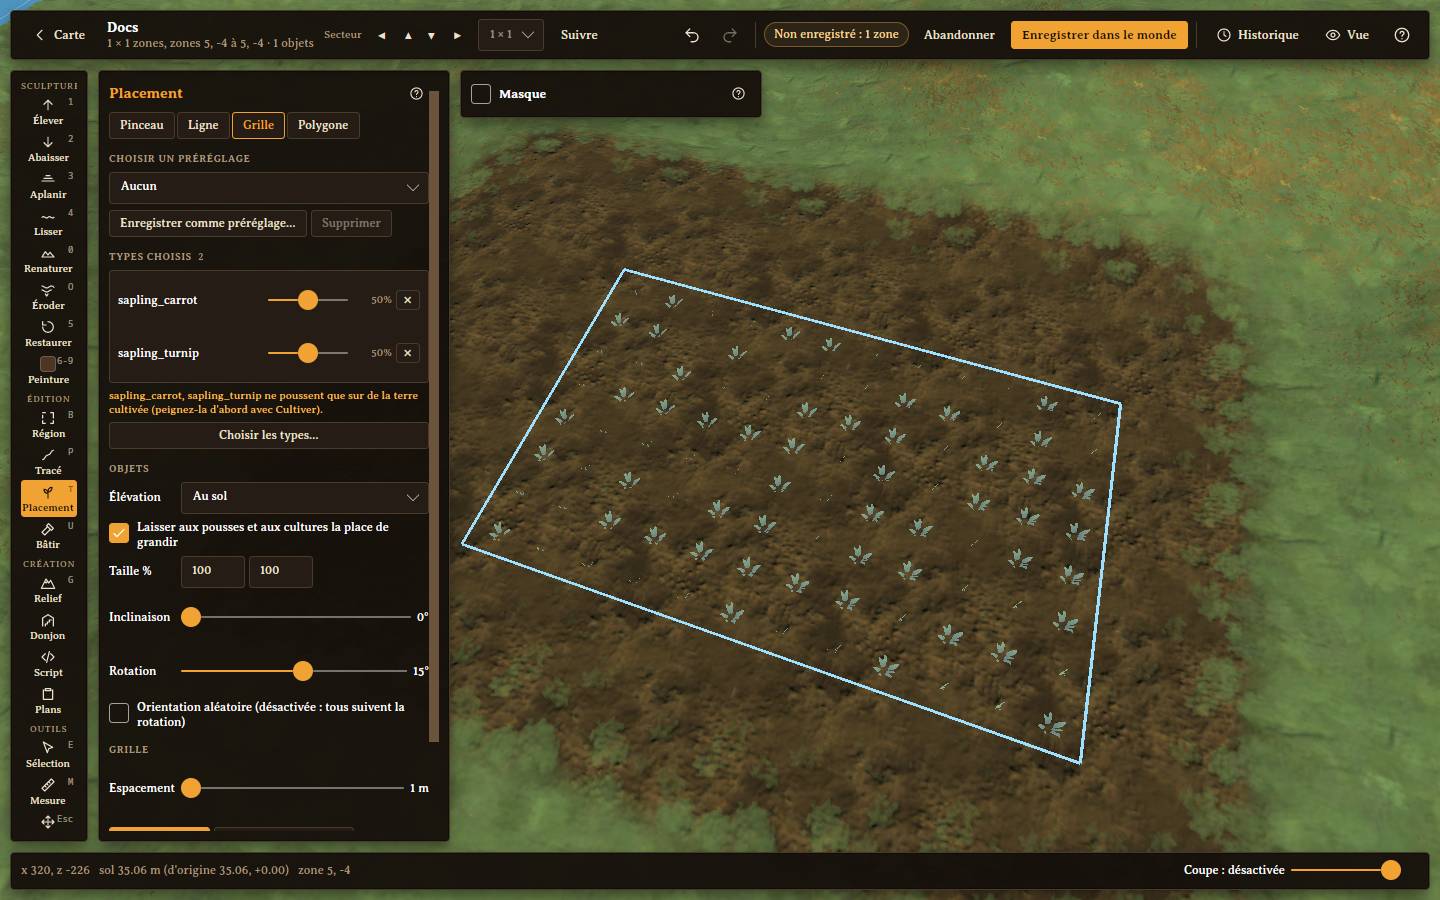 Carte
Docs
1 × 1 zones, zones 5, -4 à 5, -4 · 1 objets
Secteur
1 × 1
Suivre
Non enregistré : 1 zone
Abandonner
Enregistrer dans le monde
Historique
Vue
SCULPTURE
1
Élever
2
Abaisser
3
Aplanir
4
Lisser
0
Renaturer
O
Éroder
5
Restaurer
6-9
Peinture
ÉDITION
B
Région
P
Tracé
T
Placement
U
Bâtir
CRÉATION
G
Relief
Donjon
Script
Plans
OUTILS
E
Sélection
M
Mesure
Esc
Placement
Pinceau
Ligne
Grille
Polygone
CHOISIR UN PRÉRÉGLAGE
Aucun
Enregistrer comme préréglage...
Supprimer
TYPES CHOISIS 2
sapling_carrot
50%
sapling_turnip
50%
sapling_carrot, sapling_turnip ne poussent que sur de la terre
cultivée (peignez-la d'abord avec Cultiver).
Choisir les types...
OBJETS
Élévation
Au sol
Laisser aux pousses et aux cultures la place de
grandir
Taille %
100
100
Inclinaison
0°
Rotation
15°
Orientation aléatoire (désactivée : tous suivent la
rotation)
GRILLE
Espacement
1 m
Masque
x 320, z -226 sol 35.06 m (d'origine 35.06, +0.00) zone 5, -4
Coupe : désactivée